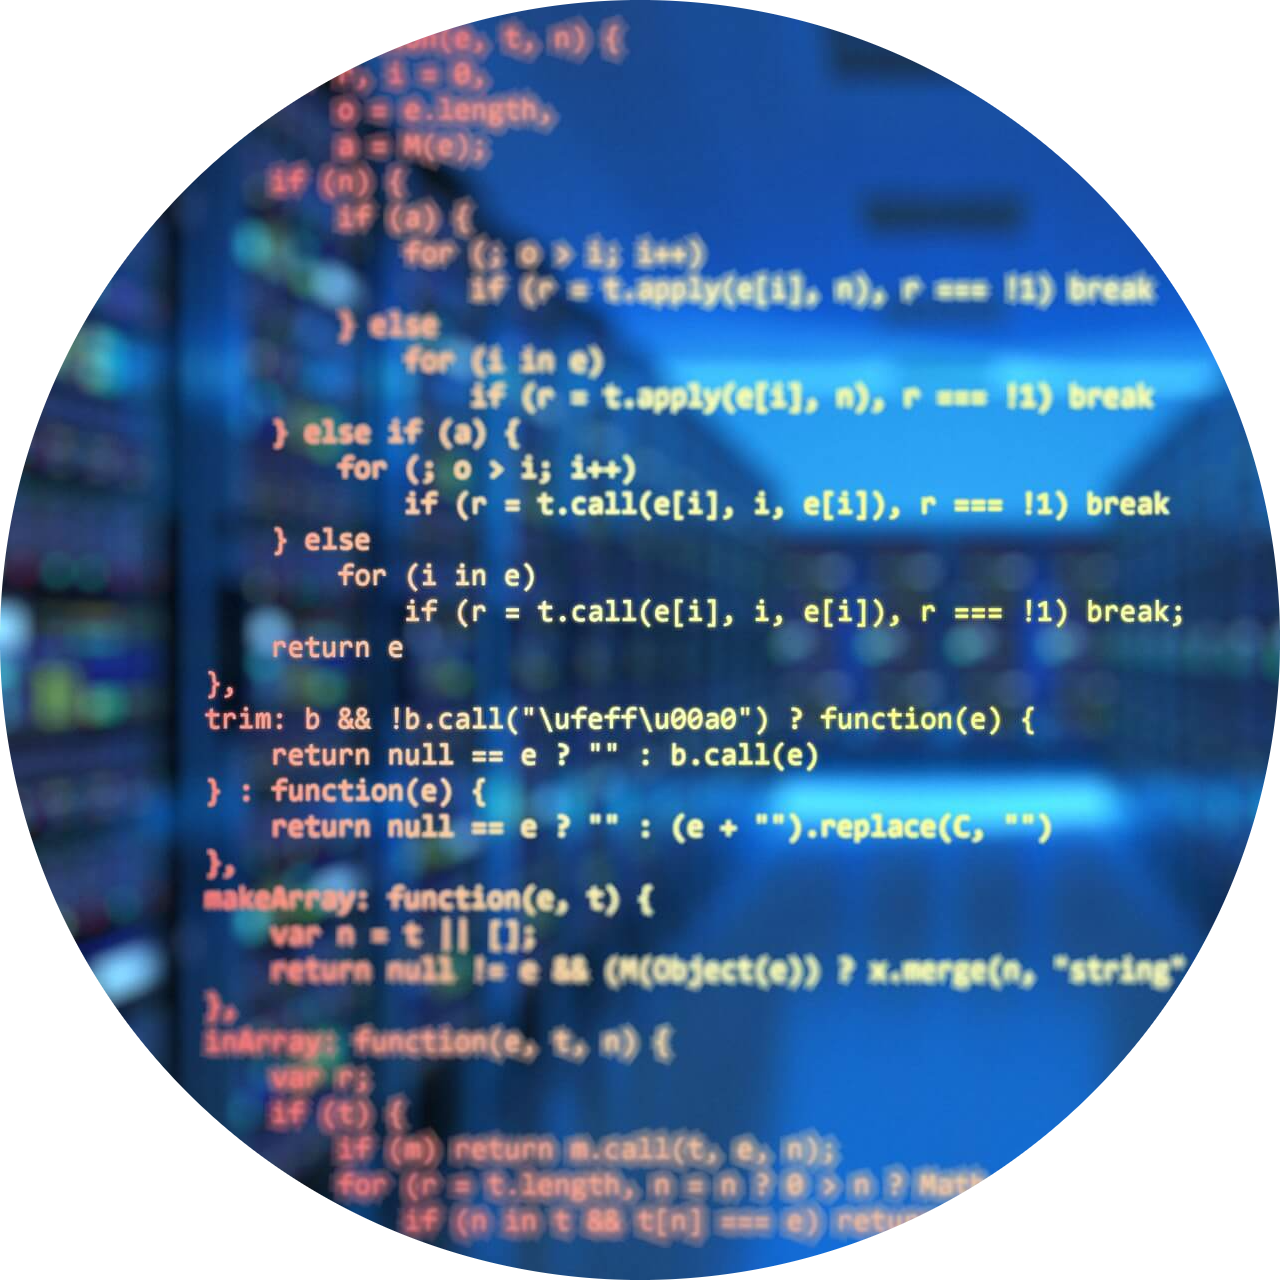 on(e, t, n) {
r, i = 0,
o = e.length,
a = M(e);
if (n) {
if (a) {
for (; o > i; i++)
if (r = t.apply(e[i], n), r === !1) break
} else
for (i in e)
if (r = t.apply(e[i], n), r === !1) break
} else if (a) {
for (; o > i; i++)
if (r = t.call(e[i], i, e[i]), r === !1) break
} else
for (i in e)
if (r = t.call(e[i], i, e[i]), r === !1) break;
return e
},
trim: b && !b.call("\ufeff\u00a0") ? function(e) {
return null == e ? "" : b.call(e)
} : function(e) {
return null == e ? "" : (e + "").replace(C, "")
},
makeArray: function(e, t) {
var n = t || [];
return null != e && (M(Object(e)) ? x.merge(n, "string"
},
inArray: function(e, t, n) {
var r;
if (t) {
if (m) return m.call(t, e, n);
for (r = t.length, n = n ? 0 > n ? Math
if (n in t && t[n] === e) retu